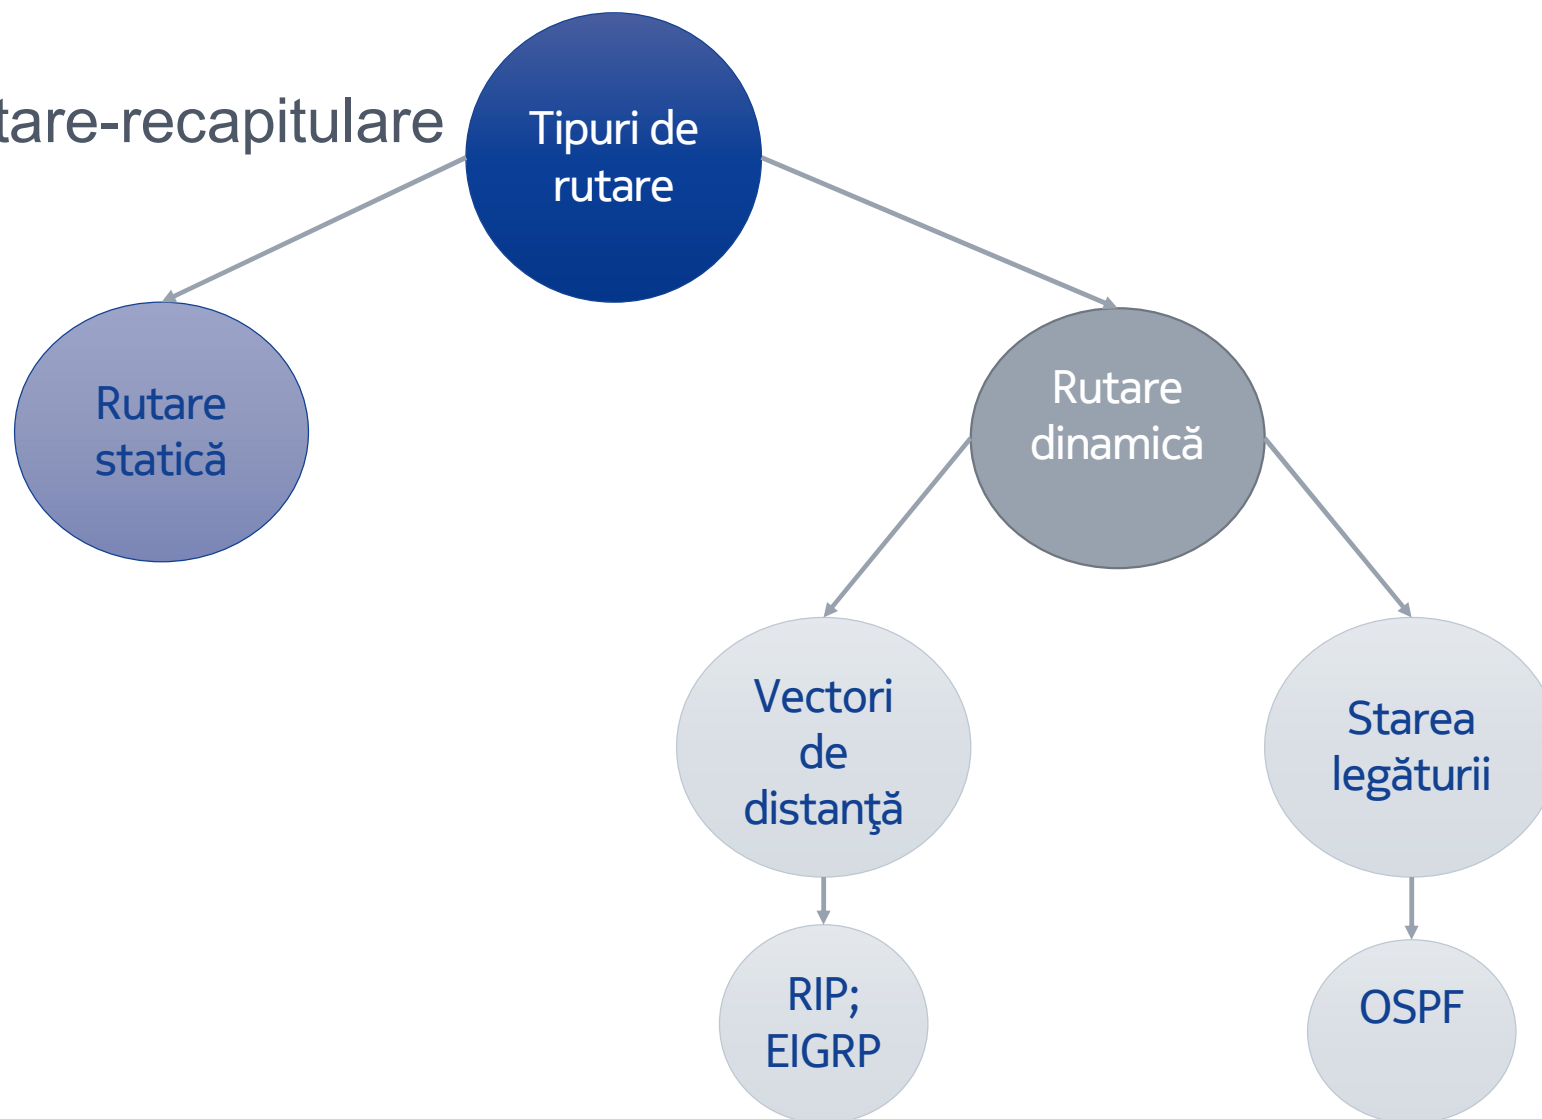 tare-recapitulare
Tipuri de
rutare
Rutare
statică
Rutare
dinamică
Vectori
de
distanţă
Starea
legăturii
RIP;
EIGRP
OSPF